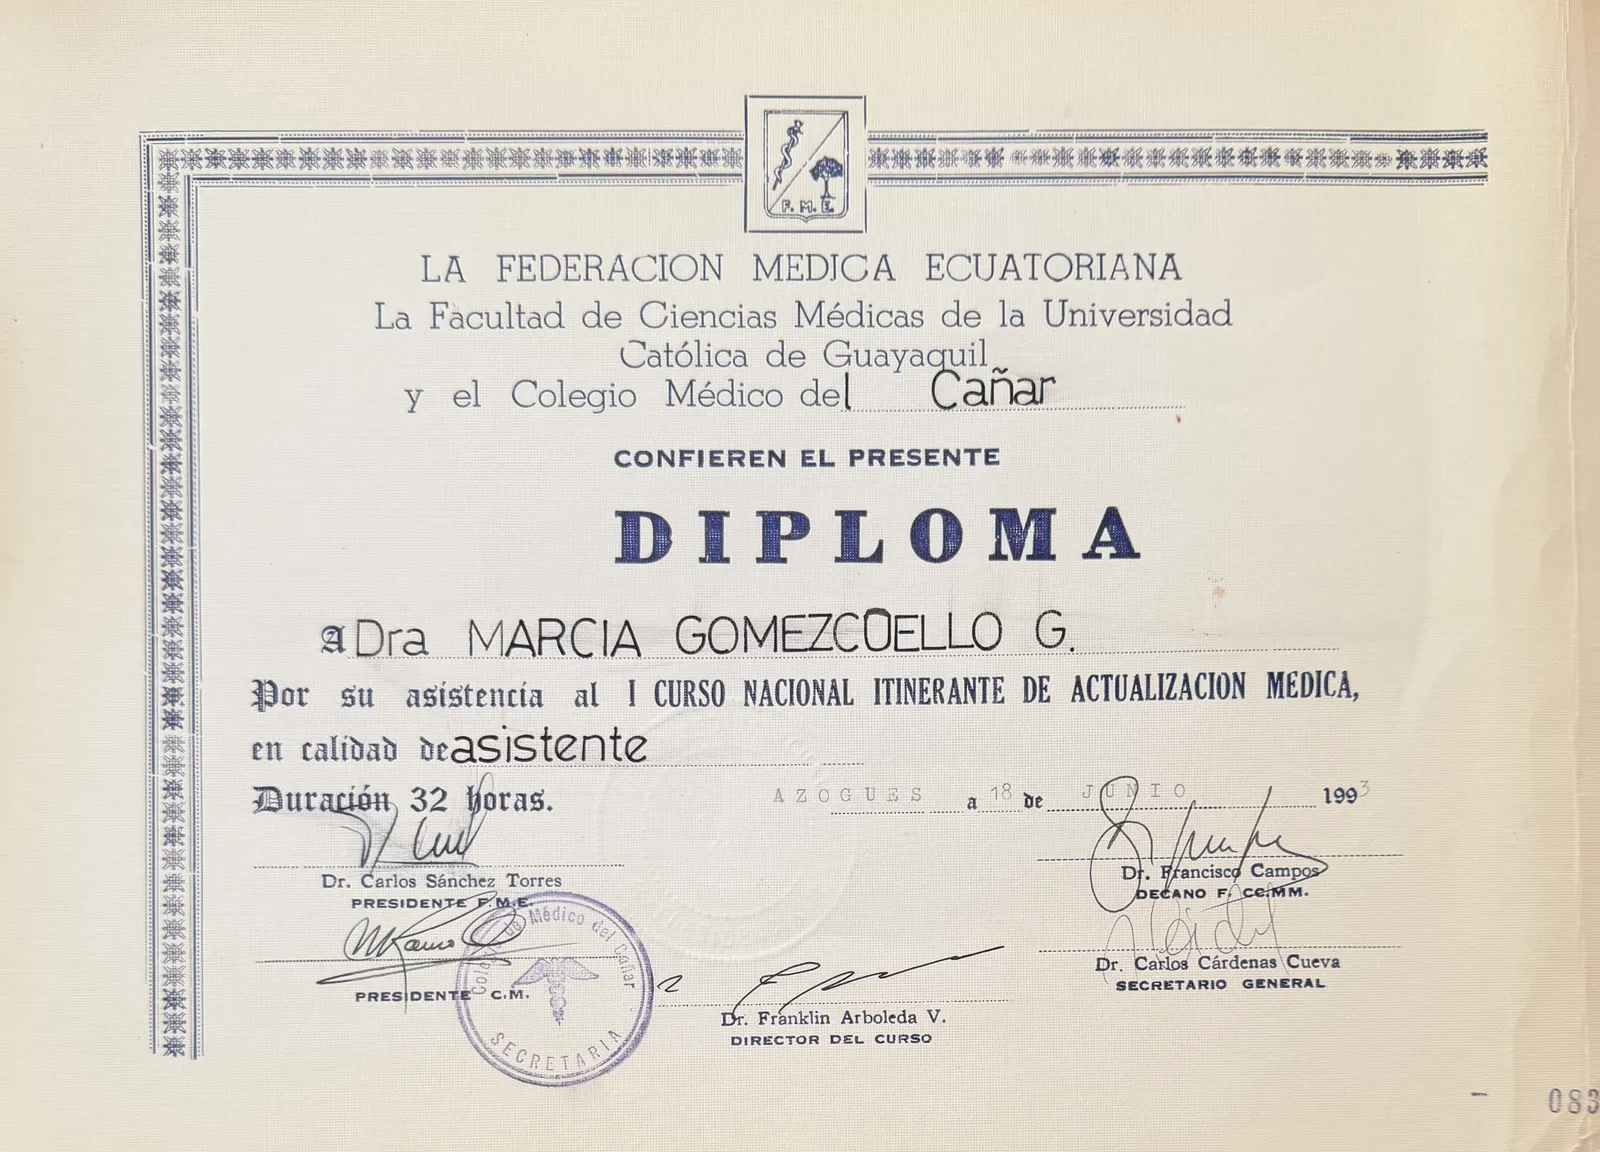 F. M. E.
LA FEDERACION MEDICA ECUATORIANA
La Facultad de Ciencias Médicas de la Universidad
Católica de Guayaquil
y el Colegio Médico del Cañar
CONFIEREN EL PRESENTE
DIPLOMA
A Dra MARCIA GOMEZCOELLO G.
Por su asistencia al I CURSO NACIONAL ITINERANTE DE ACTUALIZACION MEDICA,
en calidad de asistente
Duración 32 horas.
AZOGUES a 18 de JUNIO 1993
Dr. Carlos Sánchez Torres
PRESIDENTE F.M.E.
Dr. Francisco Campos
DECANO F. CC.MM.
PRESIDENTE C.M.
Colegio Médico del Cañar
SECRETARIA
Dr. Carlos Cárdenas Cueva
SECRETARIO GENERAL
Dr. Franklin Arboleda V.
DIRECTOR DEL CURSO
083